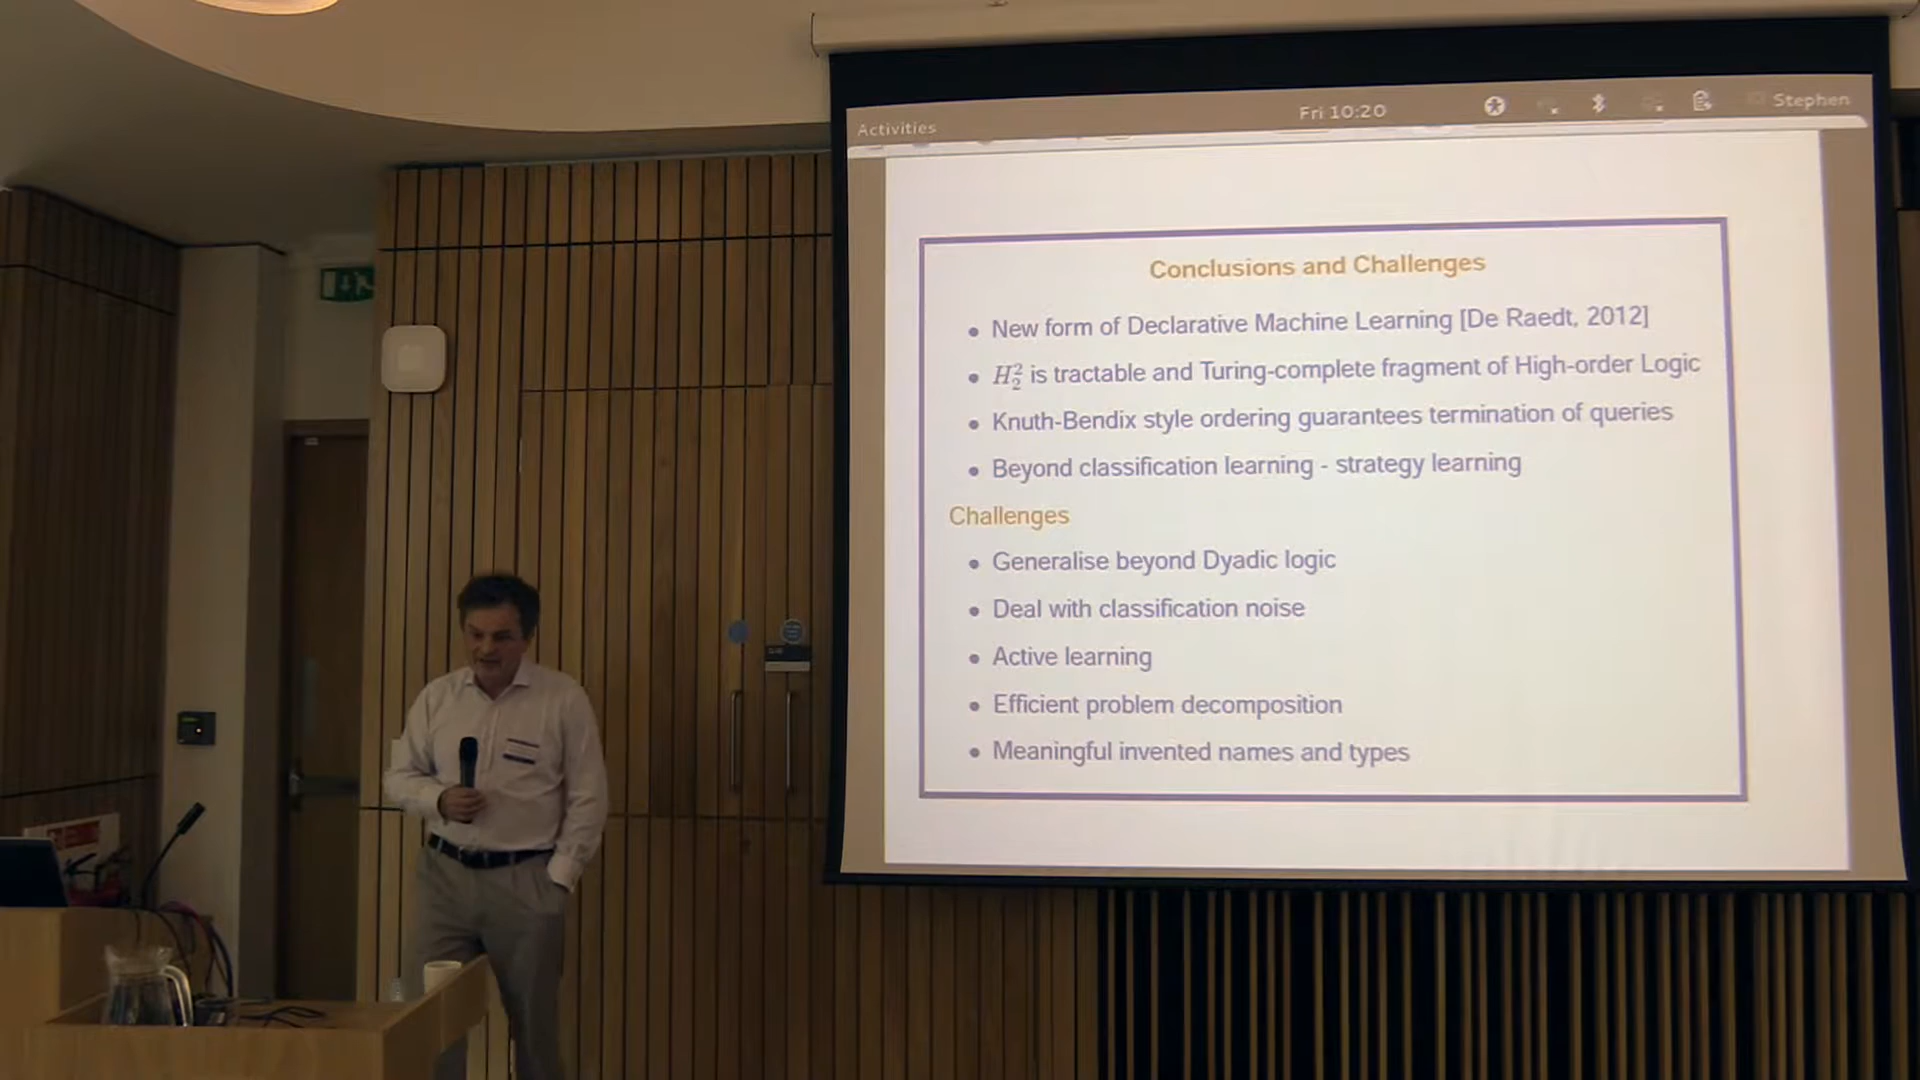 Activities
Fri 10:20
Stephen
Conclusions and Challenges
• New form of Declarative Machine Learning [De Raedt, 2012]
• H₂² is tractable and Turing-complete fragment of High-order Logic
• Knuth-Bendix style ordering guarantees termination of queries
• Beyond classification learning - strategy learning
Challenges
• Generalise beyond Dyadic logic
• Deal with classification noise
• Active learning
• Efficient problem decomposition
• Meaningful invented names and types